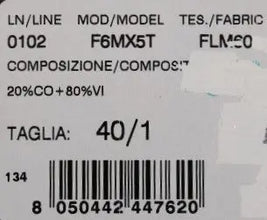 LN/LINE MOD/MODEL TES./FABRIC
0102 F6MX5T
COMPOSIZIONE/COMPOSIT
20%CO+80%VI
TAGLIA: 40/1
134
8 050442 447620